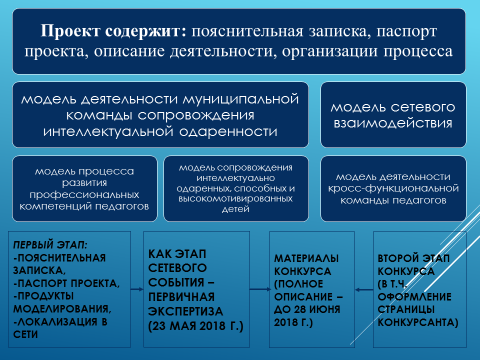 Проект содержит: пояснительная записка, паспорт
проекта, описание деятельности, организации процесса
модель деятельности муниципальной
команды сопровождения
интеллектуальной одаренности
модель сетевого
взаимодействия
модель процесса
развития
профессиональных
компетенций педагогов
модель сопровождения
интеллектуально
одаренных, способных и
высокомотивированных
детей
модель деятельности
кросс-функциональной
команды педагогов
ПЕРВЫЙ ЭТАП:
-ПОЯСНИТЕЛЬНАЯ
ЗАПИСКА,
-ПАСПОРТ ПРОЕКТА,
-ПРОДУКТЫ
МОДЕЛИРОВАНИЯ,
-ЛОКАЛИЗАЦИЯ В
СЕТИ
КАК ЭТАП
СЕТЕВОГО
СОБЫТИЯ –
ПЕРВИЧНАЯ
ЭКСПЕРТИЗА
(23 МАЯ 2018 Г.)
МАТЕРИАЛЫ
КОНКУРСА
(ПОЛНОЕ
ОПИСАНИЕ –
ДО 28 ИЮНЯ
2018 Г.)
ВТОРОЙ ЭТАП
КОНКУРСА
(В Т.Ч.
ОФОРМЛЕНИЕ
СТРАНИЦЫ
КОНКУРСАНТА)